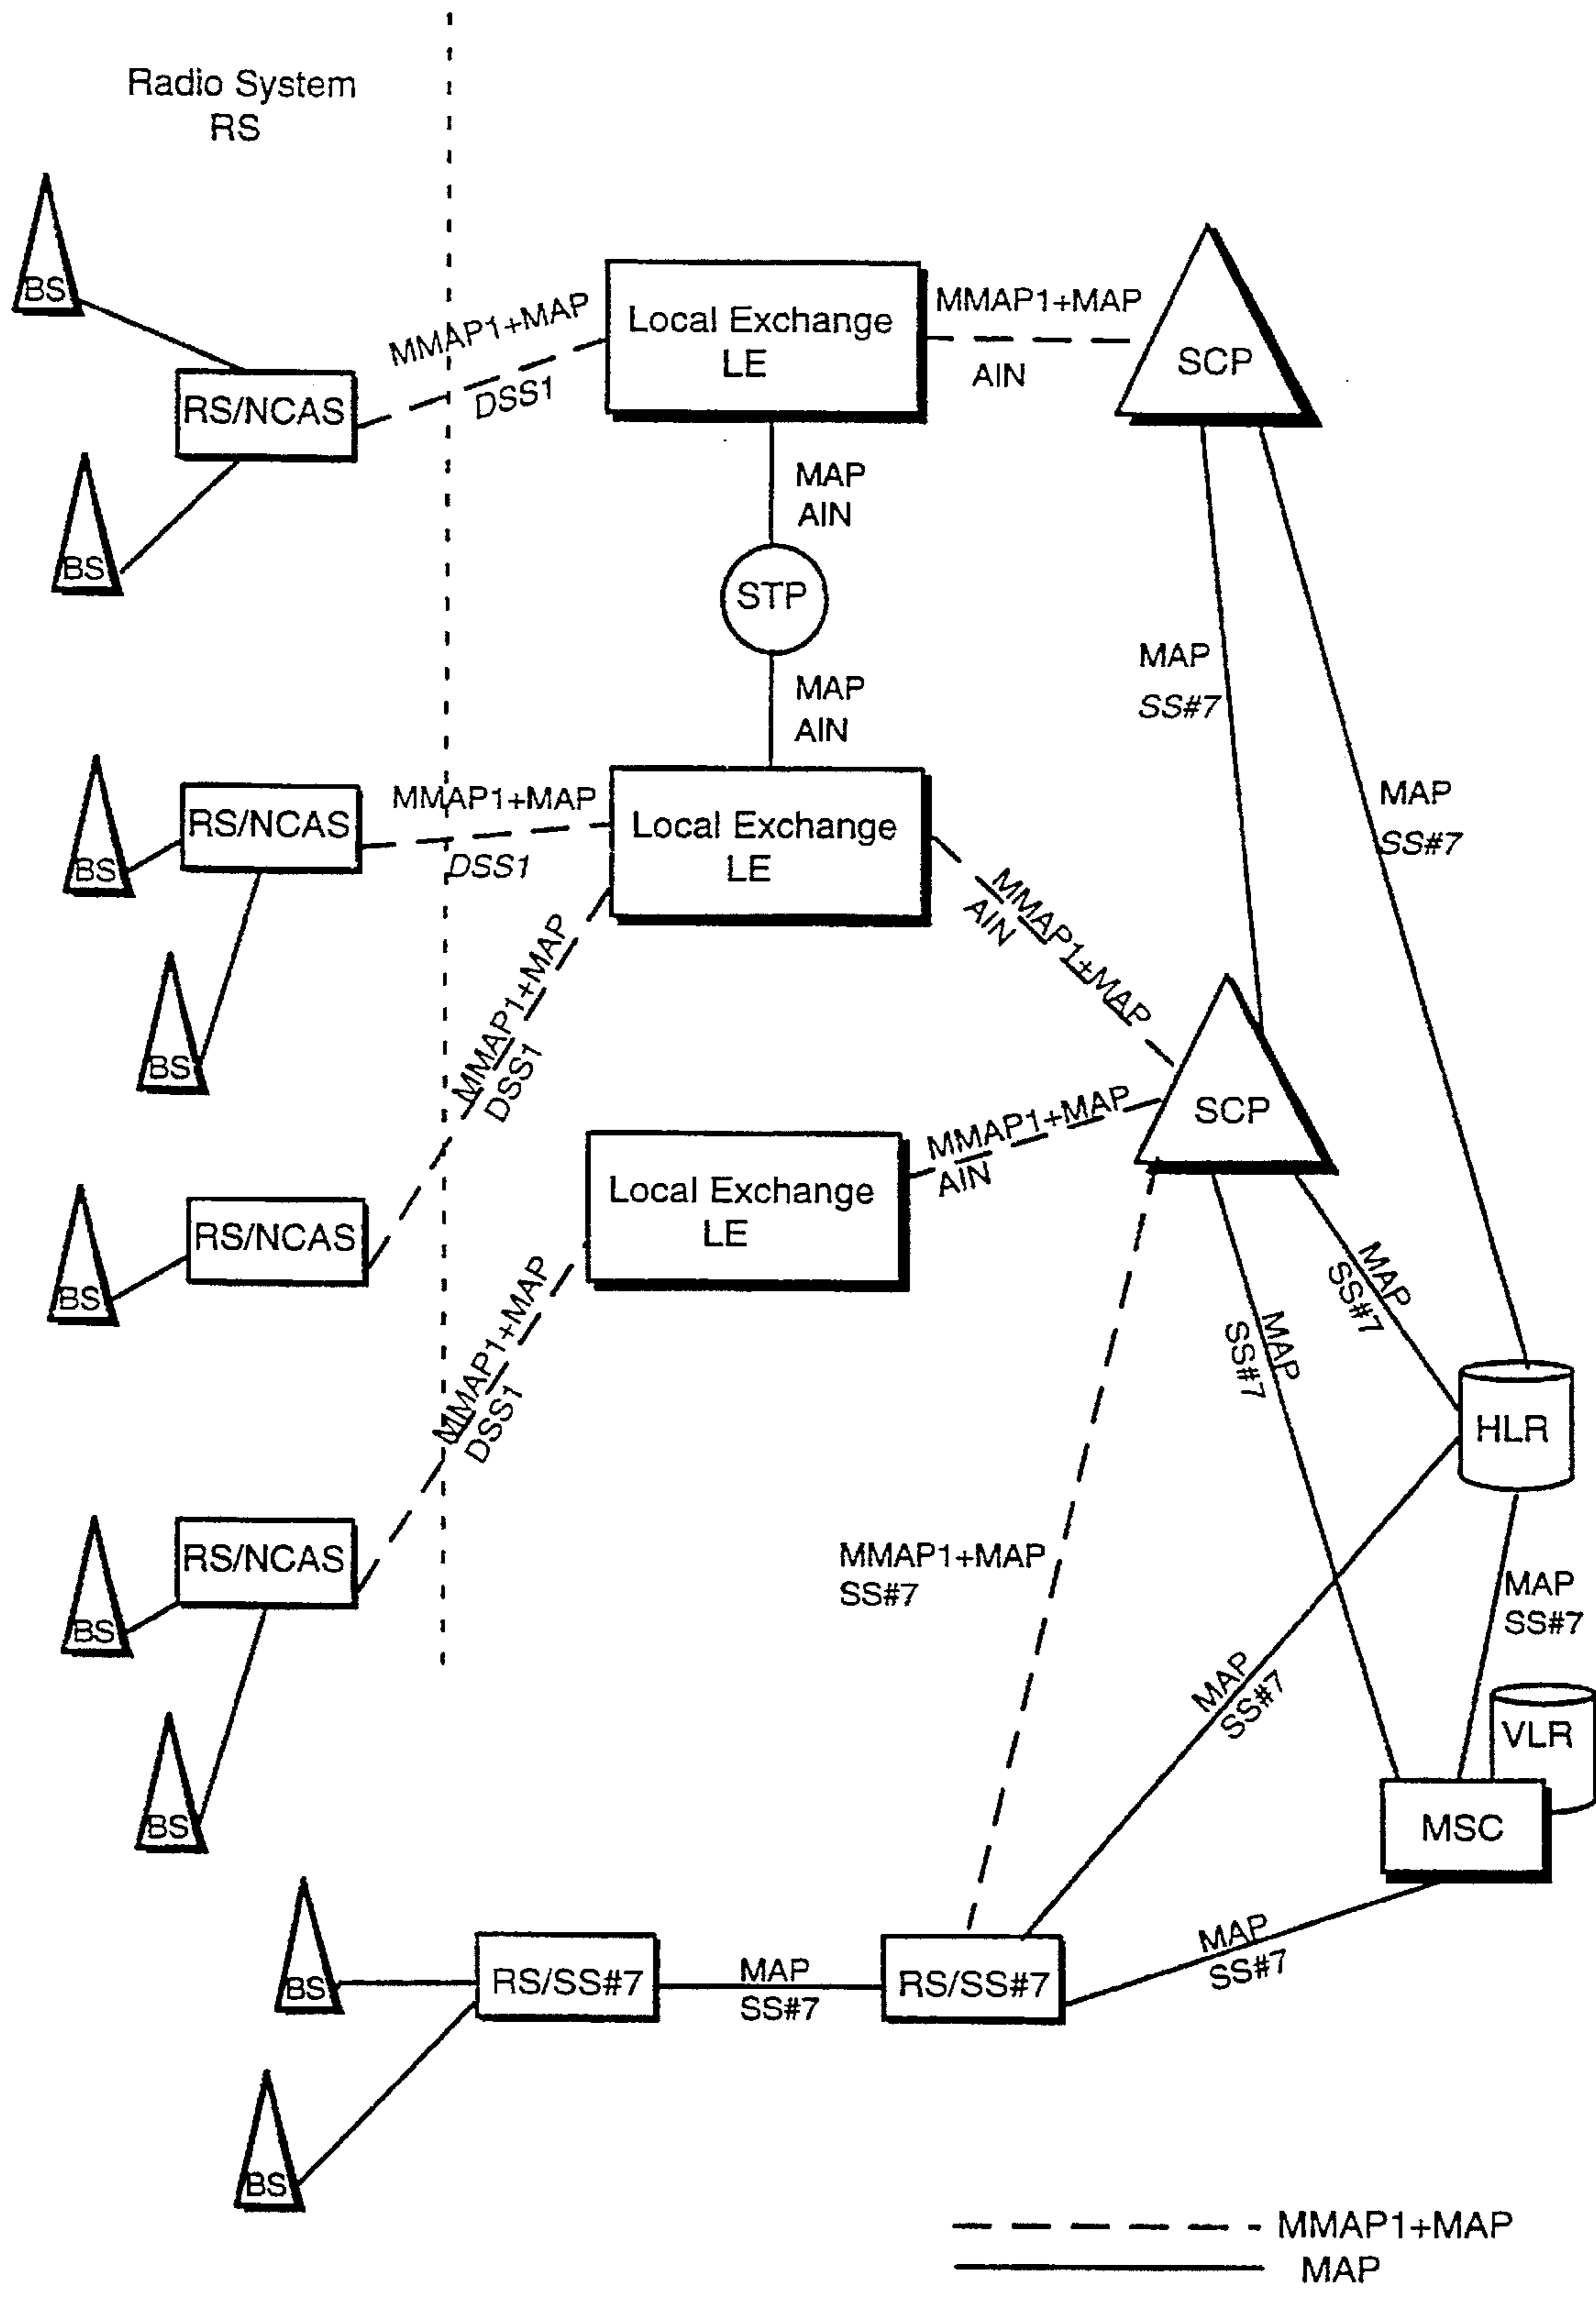 Radio System
RS
BS
RS/NCAS
MMAP1+MAP
DSS1
Local Exchange
LE
MMAP1+MAP
AIN
SCP
BS
MAP
AIN
STP
MAP
AIN
MAP
SS#7
MAP
SS#7
BS
RS/NCAS
MMAP1+MAP
DSS1
Local Exchange
LE
MMAP1+MAP
AIN
BS
MMAP1+MAP
DSS1
SCP
MMAP1+MAP
AIN
BS
RS/NCAS
Local Exchange
LE
MAP
SS#7
MAP
SS#7
MMAP1+MAP
DSS1
HLR
BS
RS/NCAS
MMAP1+MAP
SS#7
MAP
SS#7
MAP
SS#7
BS
VLR
MSC
BS
RS/SS#7
MAP
SS#7
RS/SS#7
MAP
SS#7
BS
MMAP1+MAP
MAP